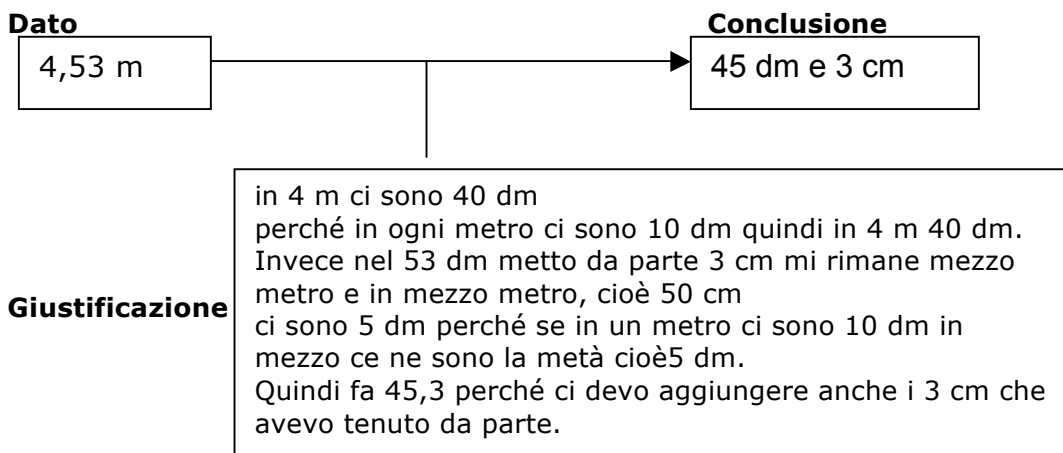 Dato
Conclusione
4,53 m
45 dm e 3 cm
Giustificazione
in 4 m ci sono 40 dm
perché in ogni metro ci sono 10 dm quindi in 4 m 40 dm.
Invece nel 53 dm metto da parte 3 cm mi rimane mezzo
metro e in mezzo metro, cioè 50 cm
ci sono 5 dm perché se in un metro ci sono 10 dm in
mezzo ce ne sono la metà cioè5 dm.
Quindi fa 45,3 perché ci devo aggiungere anche i 3 cm che
avevo tenuto da parte.